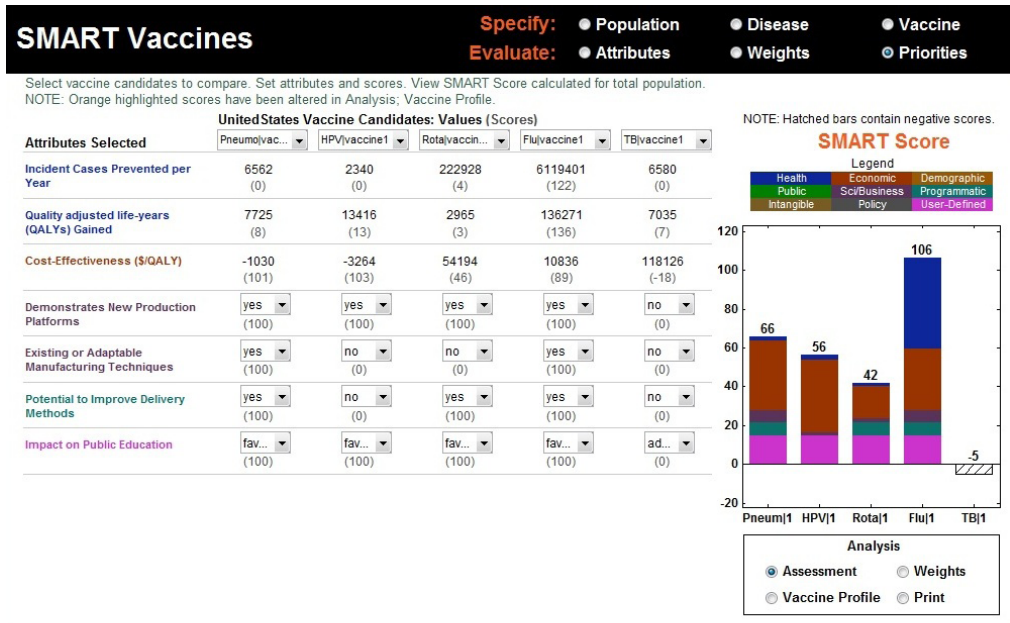 SMART Vaccines
Specify: Population Disease Vaccine
Evaluate: Attributes Weights Priorities
Select vaccine candidates to compare. Set attributes and scores. View SMART Score calculated for total population.
NOTE: Orange highlighted scores have been altered in Analysis; Vaccine Profile.
United States Vaccine Candidates: Values (Scores)
Attributes Selected
Pneumo|vac... HPV|vaccine1 Rota|vaccin... Flu|vaccine1 TB|vaccine1
Incident Cases Prevented per
Year
6562 2340 222928 6119401 6580
(0) (0) (4) (122) (0)
Quality adjusted life-years
(QALYs) Gained
7725 13416 2965 136271 7035
(8) (13) (3) (136) (7)
Cost-Effectiveness ($/QALY)
-1030 -3264 54194 10836 118126
(101) (103) (46) (89) (-18)
Demonstrates New Production
Platforms
yes yes yes yes no
(100) (100) (100) (100) (0)
Existing or Adaptable
Manufacturing Techniques
yes no no yes no
(100) (0) (0) (100) (0)
Potential to Improve Delivery
Methods
yes no yes yes no
(100) (0) (100) (100) (0)
Impact on Public Education
fav... fav... fav... fav... ad...
(100) (100) (100) (100) (0)
NOTE: Hatched bars contain negative scores.
SMART Score
Legend
Health Economic Demographic
Public Sci/Business Programmatic
Intangible Policy User-Defined
120
100
80
60
40
20
0
-20
66
56
42
106
-5
Pneum|1 HPV|1 Rota|1 Flu|1 TB|1
Analysis
Assessment Weights
Vaccine Profile Print